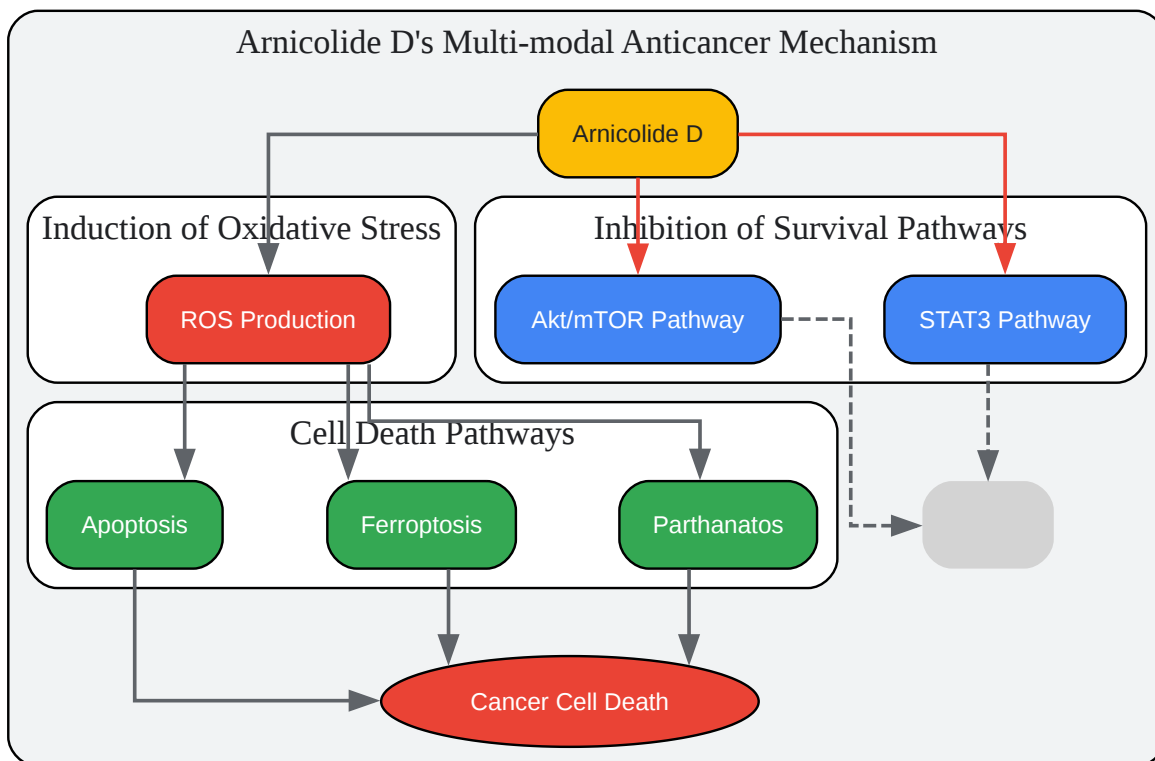 Arnicolide D's Multi-modal Anticancer Mechanism
Arnicolide D
Induction of Oxidative Stress
Inhibition of Survival Pathways
ROS Production
Akt/mTOR Pathway
STAT3 Pathway
Cell Death Pathways
Apoptosis
Ferroptosis
Parthanatos
Cancer Cell Death